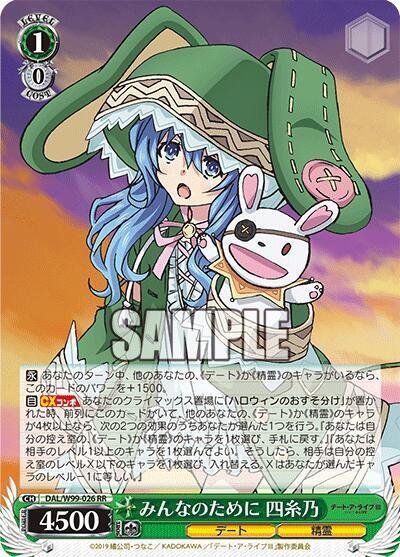 LEVEL
1
0
COST
SAMPLE
永 あなたのターン中、他のあなたの、《デート》か《精霊》のキャラがいるなら、
このカードのパワーを+1500。
自 CXコンボ あなたのクライマックス置場に「ハロウィンのおすそ分け」が置かれ
た時、前列にこのカードがいて、他のあなたの、《デート》か《精霊》のキャラ
が4枚以上なら、次の2つの効果のうちあなたが選んだ1つを行う。『あなたは自
分の控え室の、《デート》か《精霊》のキャラを1枚選び、手札に戻す。』『あなたは
相手のレベル1以上のキャラを1枚選び、控え室に置き、そうしたら、相手は自分の控
え室の、レベルX以下のキャラを1枚選び、入れ替える。Xはあなたが選んだキャラの
レベル-1に等しい。』
CH DAL/W99-026 RR
みんなのために 四糸乃
デート・ア・ライブIII
4500
デート
精霊
©2019 橘公司・つなこ/KADOKAWA/「デート・ア・ライブIII」製作委員会